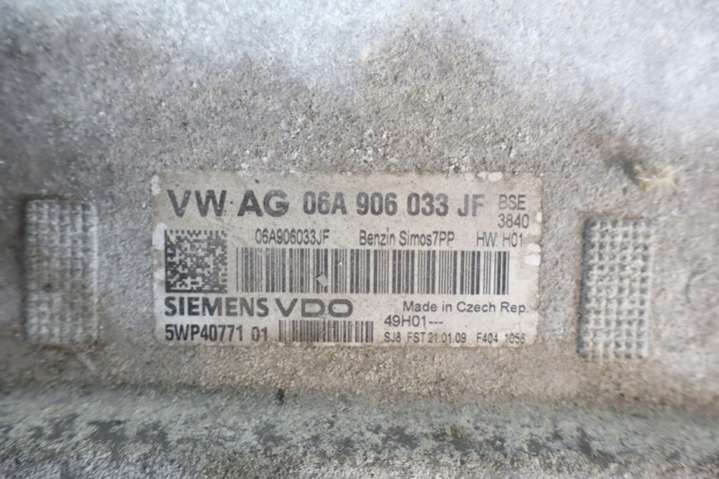 VW AG 06A 906 033 JF BSE
3840
06A906033JF Benzin Simos7PP HW: H01
SIEMENS VDO Made in Czech Rep.
5WP40771 01 49H01---
SJ8 FST 21.01.09 F404 1056